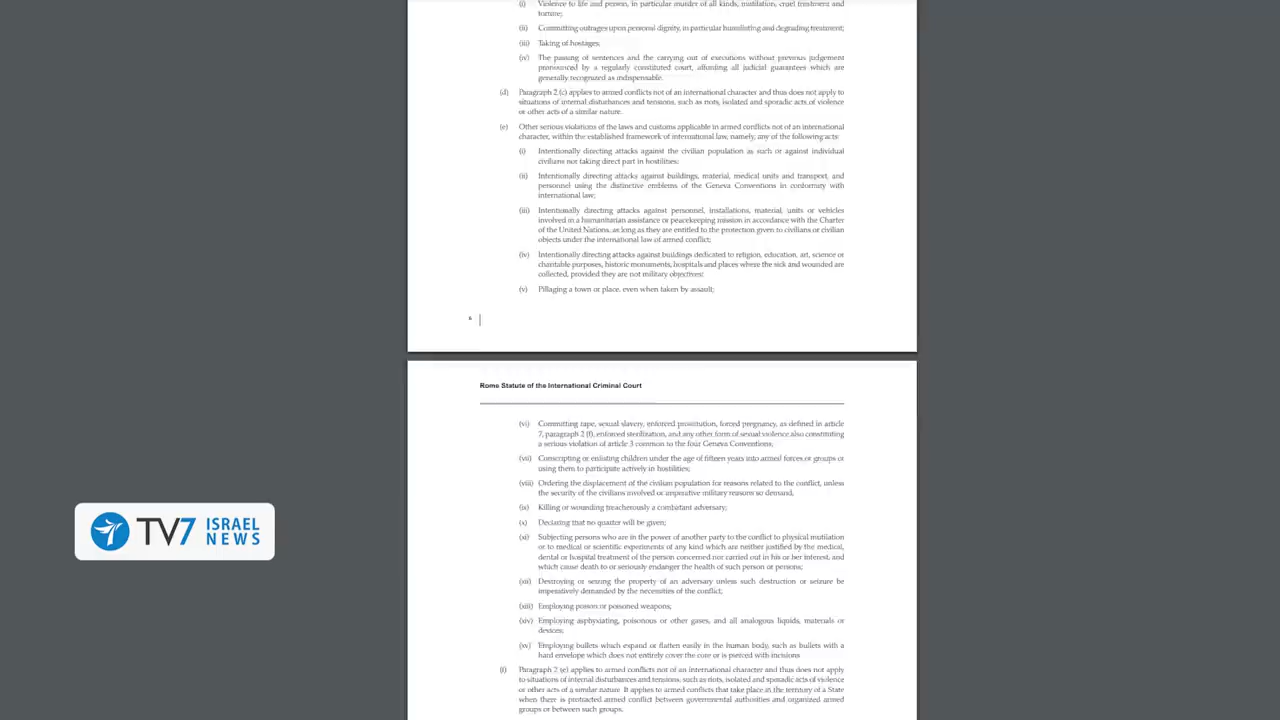 (i) Violence to life and person, in particular murder of all kinds, mutilation, cruel treatment and
torture;
(ii) Committing outrages upon personal dignity, in particular humiliating and degrading treatment;
(iii) Taking of hostages;
(iv) The passing of sentences and the carrying out of executions without previous judgement
pronounced by a regularly constituted court, affording all judicial guarantees which are
generally recognized as indispensable.
(d) Paragraph 2 (c) applies to armed conflicts not of an international character and thus does not apply to
situations of internal disturbances and tensions, such as riots, isolated and sporadic acts of violence
or other acts of a similar nature.
(e) Other serious violations of the laws and customs applicable in armed conflicts not of an international
character, within the established framework of international law, namely, any of the following acts:
(i) Intentionally directing attacks against the civilian population as such or against individual
civilians not taking direct part in hostilities;
(ii) Intentionally directing attacks against buildings, material, medical units and transport, and
personnel using the distinctive emblems of the Geneva Conventions in conformity with
international law;
(iii) Intentionally directing attacks against personnel, installations, material, units or vehicles
involved in a humanitarian assistance or peacekeeping mission in accordance with the Charter
of the United Nations, as long as they are entitled to the protection given to civilians or civilian
objects under the international law of armed conflict;
(iv) Intentionally directing attacks against buildings dedicated to religion, education, art, science or
charitable purposes, historic monuments, hospitals and places where the sick and wounded are
collected, provided they are not military objectives;
(v) Pillaging a town or place, even when taken by assault;
Rome Statute of the International Criminal Court
(vi) Committing rape, sexual slavery, enforced prostitution, forced pregnancy, as defined in article
7, paragraph 2 (f), enforced sterilization, and any other form of sexual violence also constituting
a serious violation of article 3 common to the four Geneva Conventions;
(vii) Conscripting or enlisting children under the age of fifteen years into armed forces or groups or
using them to participate actively in hostilities;
(viii) Ordering the displacement of the civilian population for reasons related to the conflict, unless
the security of the civilians involved or imperative military reasons so demand;
(ix) Killing or wounding treacherously a combatant adversary;
(x) Declaring that no quarter will be given;
(xi) Subjecting persons who are in the power of another party to the conflict to physical mutilation
or to medical or scientific experiments of any kind which are neither justified by the medical,
dental or hospital treatment of the person concerned nor carried out in his or her interest, and
which cause death to or seriously endanger the health of such person or persons;
(xii) Destroying or seizing the property of an adversary unless such destruction or seizure be
imperatively demanded by the necessities of the conflict;
(xiii) Employing poison or poisoned weapons;
(xiv) Employing asphyxiating, poisonous or other gases, and all analogous liquids, materials or
devices;
(xv) Employing bullets which expand or flatten easily in the human body, such as bullets with a
hard envelope which does not entirely cover the core or is pierced with incisions
(f) Paragraph 2 (e) applies to armed conflicts not of an international character and thus does not apply
to situations of internal disturbances and tensions, such as riots, isolated and sporadic acts of violence
or other acts of a similar nature. It applies to armed conflicts that take place in the territory of a State
when there is protracted armed conflict between governmental authorities and organized armed
groups or between such groups.
TV7 ISRAEL
NEWS